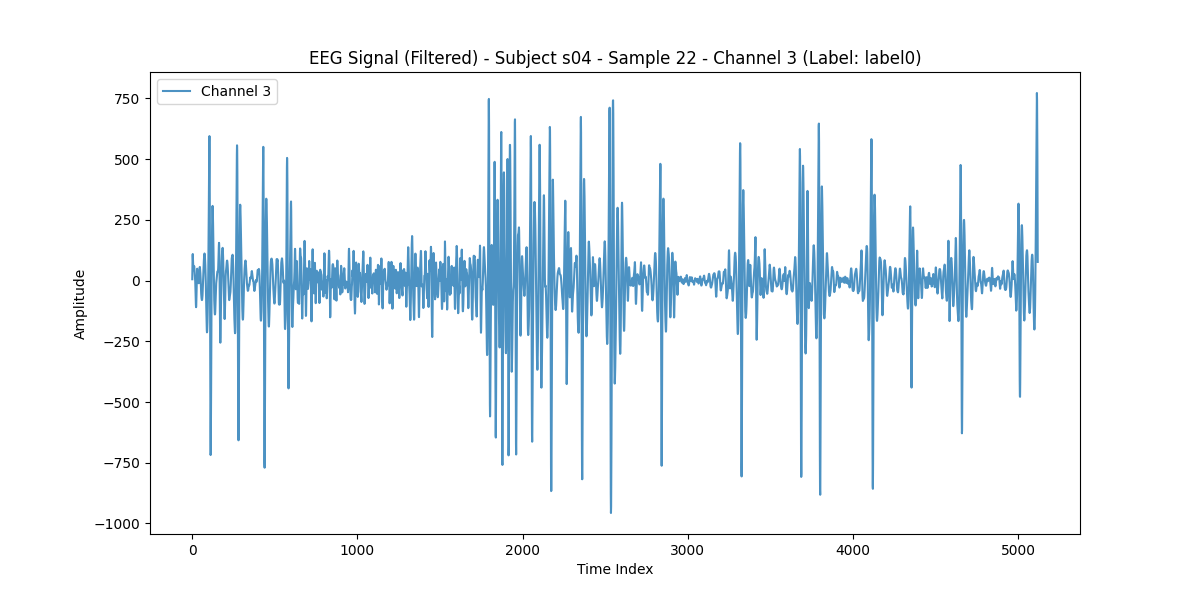 EEG Signal (Filtered) - Subject s04 - Sample 22 - Channel 3 (Label: label0)
Channel 3
750
500
250
0
−250
−500
−750
−1000
Amplitude
0 1000 2000 3000 4000 5000
Time Index